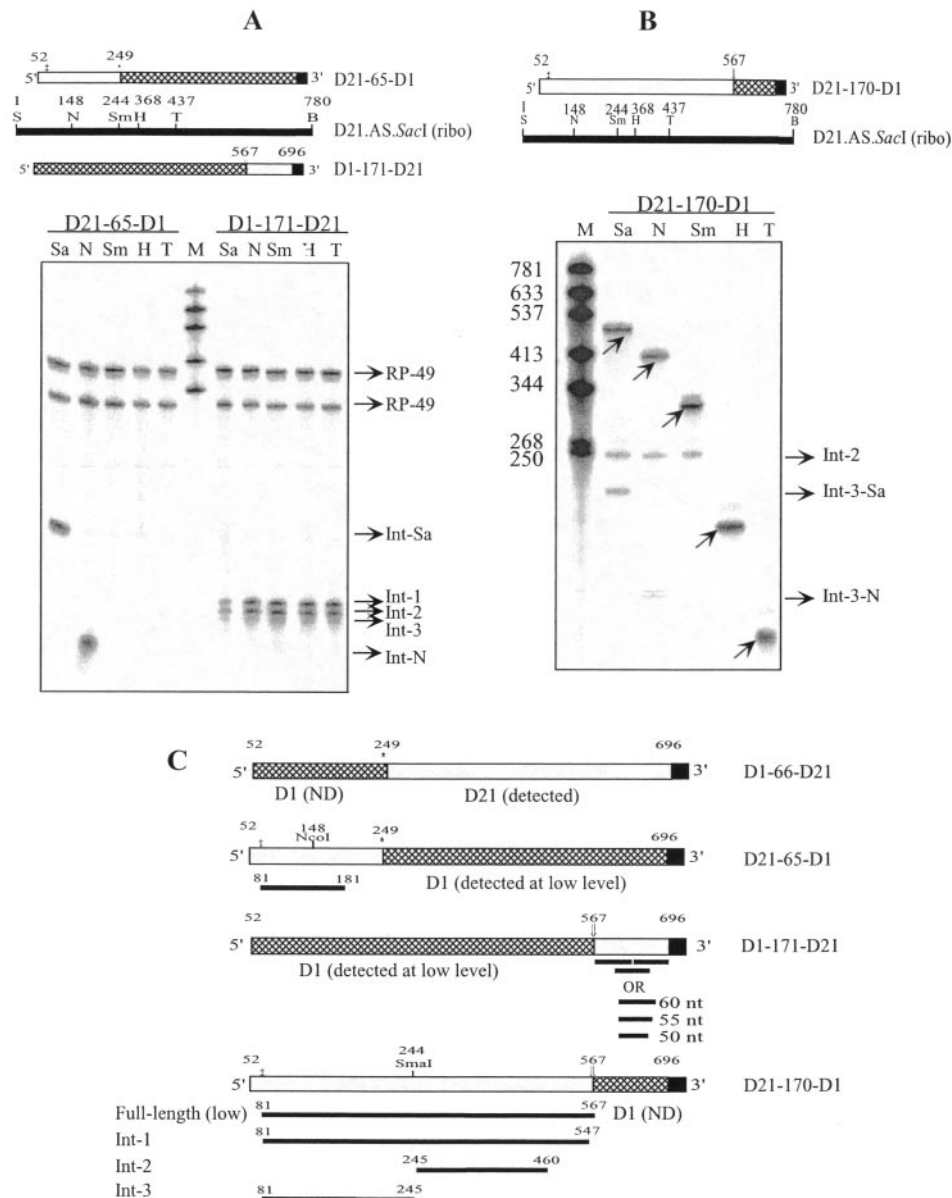 A
52 249
5' 3' D21-65-D1
1 148 244 368 437 780
S N Sm H T B
D21.AS.SacI (ribo)
567 696
5' 3' D1-171-D21
D21-65-D1 D1-171-D21
Sa N Sm H T M Sa N Sm H T
RP-49
RP-49
Int-Sa
Int-1
Int-2
Int-3
Int-N
B
52 567
5' 3' D21-170-D1
1 148 244 368 437 780
S N Sm H T B
D21.AS.SacI (ribo)
D21-170-D1
M Sa N Sm H T
781
633
537
413
344
268
250
Int-2
Int-3-Sa
Int-3-N
C
52 249 696
5' 3' D1-66-D21
D1 (ND) D21 (detected)
52 148 249 696
NcoI
5' 3' D21-65-D1
81 181 D1 (detected at low level)
52 567 696
5' 3' D1-171-D21
D1 (detected at low level)
OR
60 nt
55 nt
50 nt
52 244 567 696
SmaI
5' 3' D21-170-D1
Full-length (low) 81 567 D1 (ND)
Int-1 81 547
Int-2 245 460
Int-3 81 245